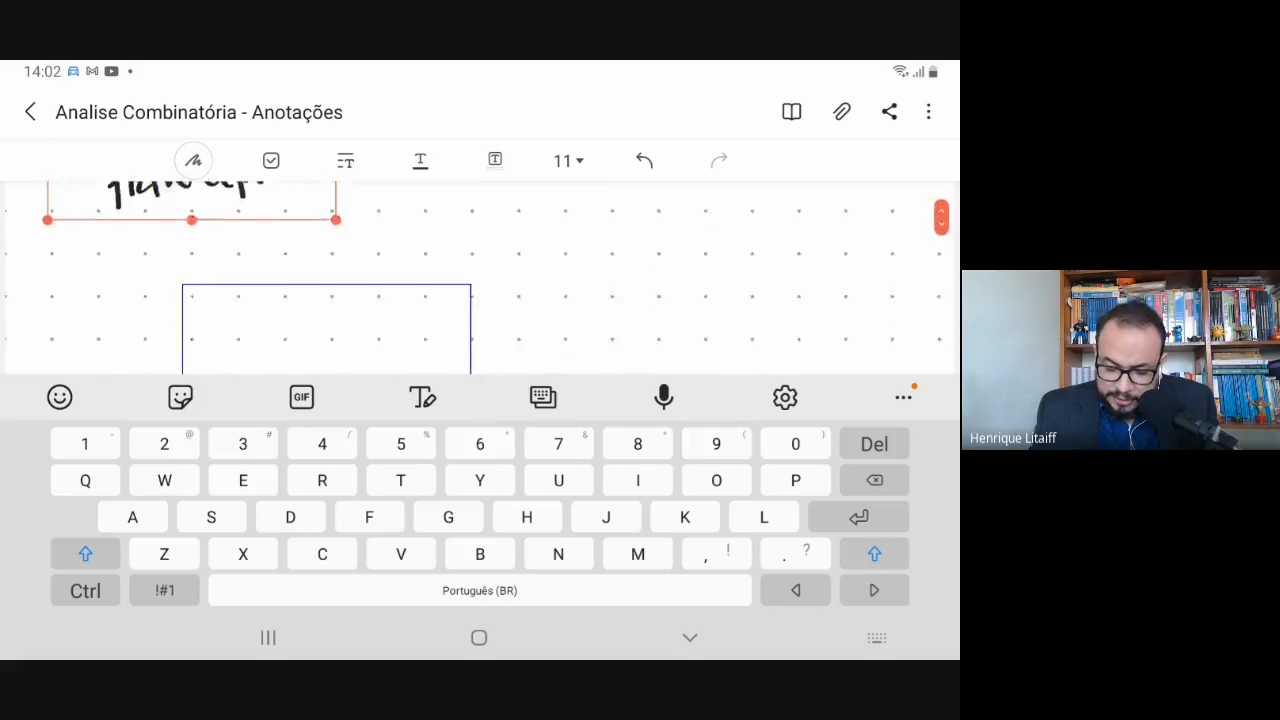 14:02
Analise Combinatória - Anotações
11
GIF
1 - 2 @ 3 # 4 / 5 % 6 ^ 7 & 8 * 9 ( 0 ) Del
Q W E R T Y U I O P
A S D F G H J K L
Z X C V B N M , ! . ?
Ctrl !#1 Português (BR)
Henrique Litaiff